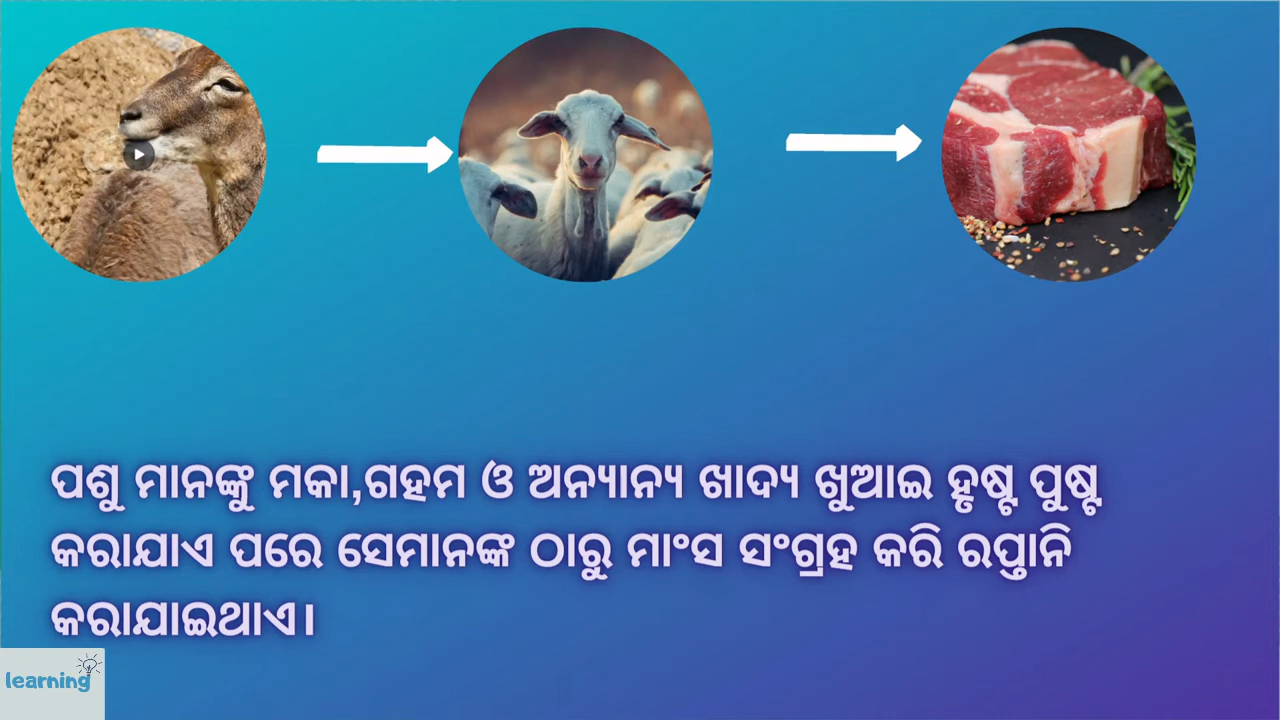 ପଶୁ ମାନଙ୍କୁ ମକା,ଗହମ ଓ ଅନ୍ୟାନ୍ୟ ଖାଦ୍ୟ ଖୁଆଇ ହୃଷ୍ଟ ପୁଷ୍ଟ
କରାଯାଏ ପରେ ସେମାନଙ୍କ ଠାରୁ ମାଂସ ସଂଗ୍ରହ କରି ରପ୍ତାନି
କରାଯାଇଥାଏ।
learning